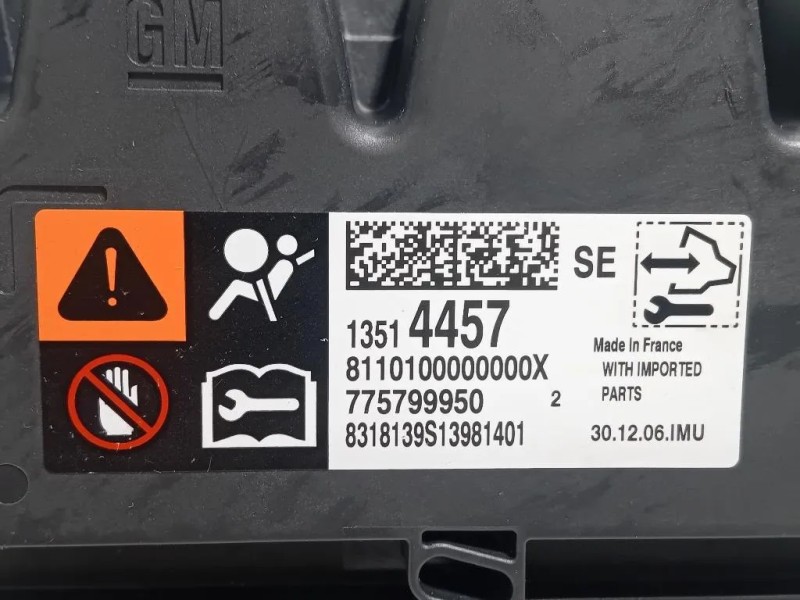 GM
SE
1351 4457
8110100000000X
775799950 2
8318139S13981401
Made in France
WITH IMPORTED
PARTS
30.12.06.IMU